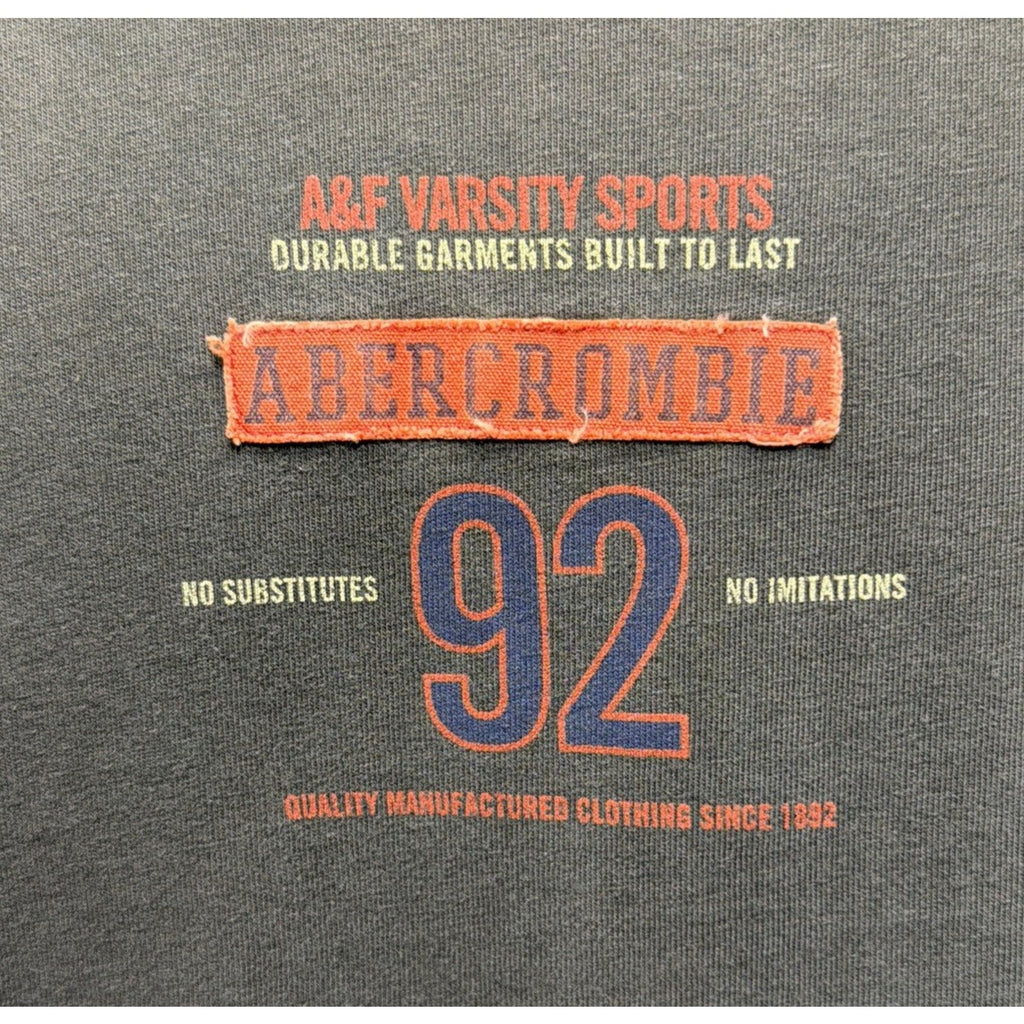 A&F VARSITY SPORTS
DURABLE GARMENTS BUILT TO LAST
ABERCROMBIE
NO SUBSTITUTES 92 NO IMITATIONS
QUALITY MANUFACTURED CLOTHING SINCE 1892